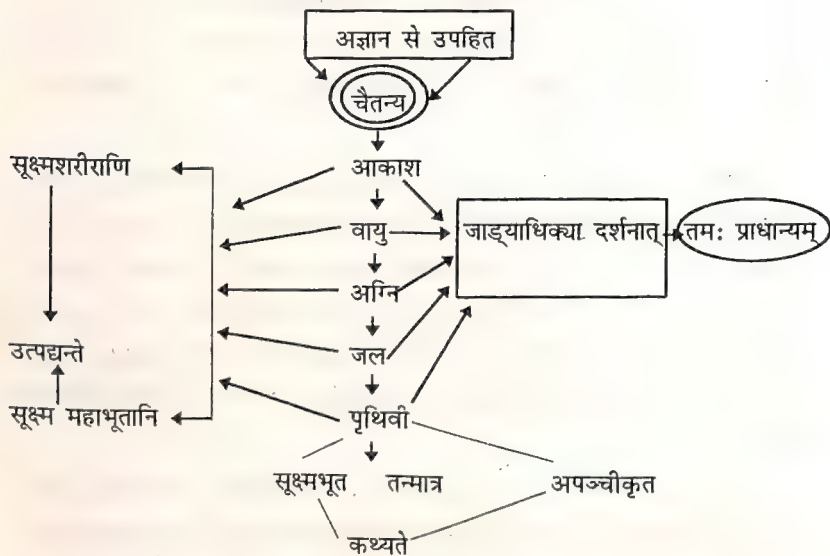 अज्ञान से उपहित
चैतन्य
सूक्ष्मशरीराणि
आकाश
वायु
जाड्याधिक्या दर्शनात्
तम: प्राधान्यम्
अग्नि
उत्पद्यन्ते
जल
सूक्ष्म महाभूतानि
पृथिवी
सूक्ष्मभूत तन्मात्र अपञ्चीकृत
कथ्यते